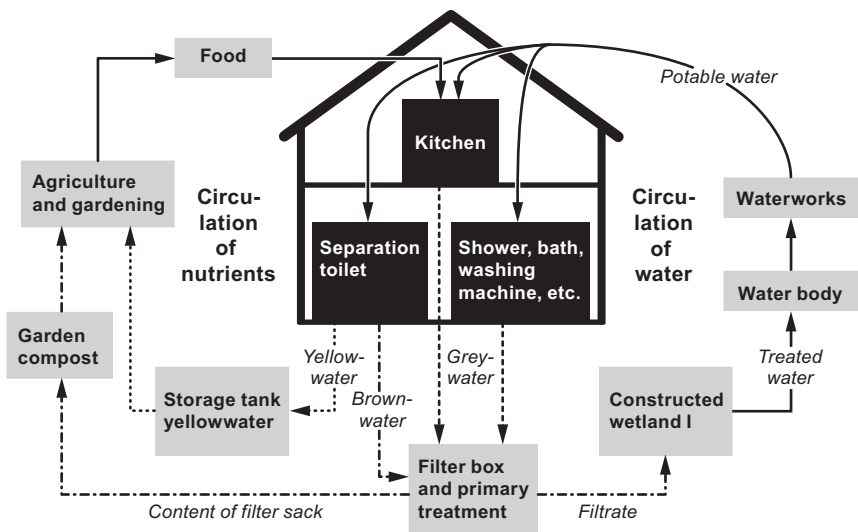 Food
Potable water
Kitchen
Agriculture
and gardening
Circu-
lation
of
nutrients
Separation
toilet
Shower, bath,
washing
machine, etc.
Circu-
lation
of
water
Waterworks
Water body
Garden
compost
Yellow-
water
Grey-
water
Treated
water
Storage tank
yellowwater
Brown-
water
Constructed
wetland I
Filter box
and primary
treatment
Content of filter sack
Filtrate